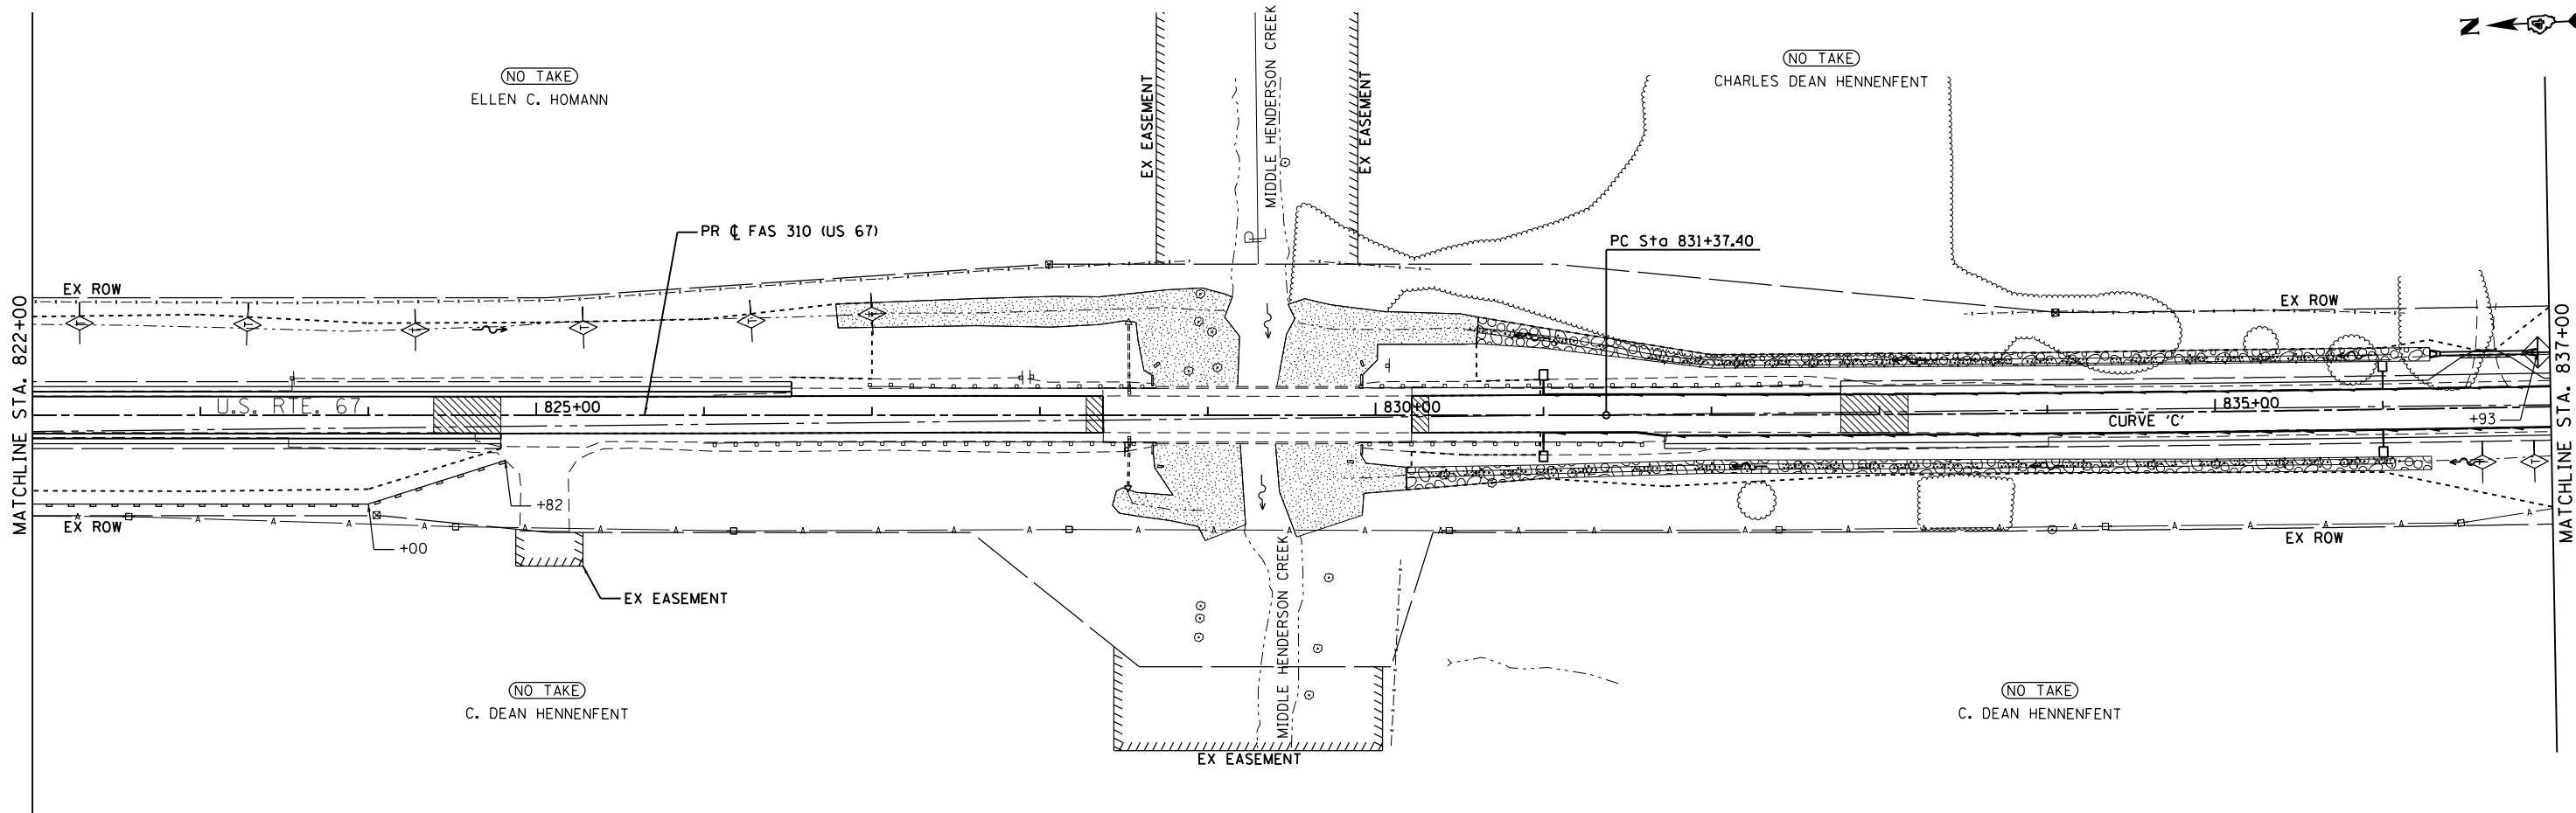 N
NO TAKE
ELLEN C. HOMANN
NO TAKE
CHARLES DEAN HENNENFENT
EX EASEMENT
MIDDLE HENDERSON CREEK
EX EASEMENT
PR ℄ FAS 310 (US 67)
PC Sta 831+37.40
EX ROW
EX ROW
MATCHLINE STA. 822+00
MATCHLINE STA. 837+00
U.S. RTE. 67
825+00
830+00
835+00
CURVE 'C'
+93
+82
+00
EX ROW
EX ROW
EX EASEMENT
MIDDLE HENDERSON CREEK
NO TAKE
C. DEAN HENNENFENT
NO TAKE
C. DEAN HENNENFENT
EX EASEMENT